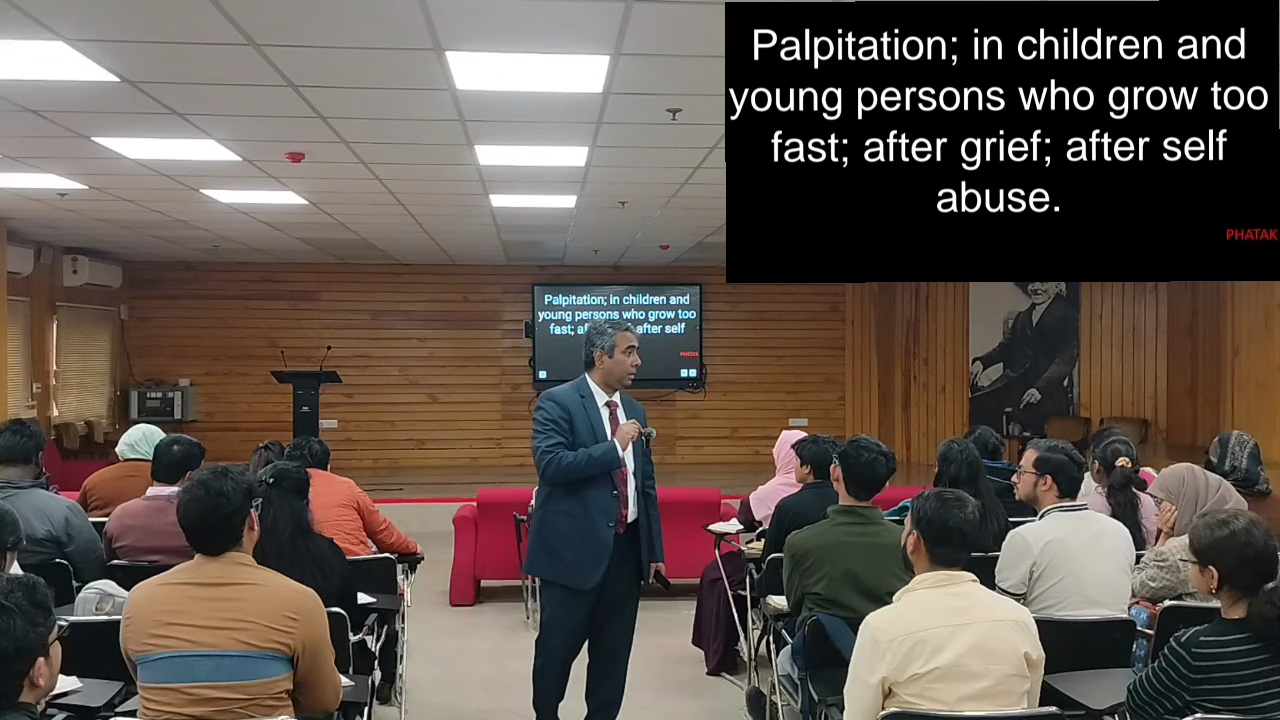 Palpitation; in children and
young persons who grow too
fast; after grief; after self
abuse.
PHATAK
Palpitation; in children and
young persons who grow too
fast; after self
PHATAK